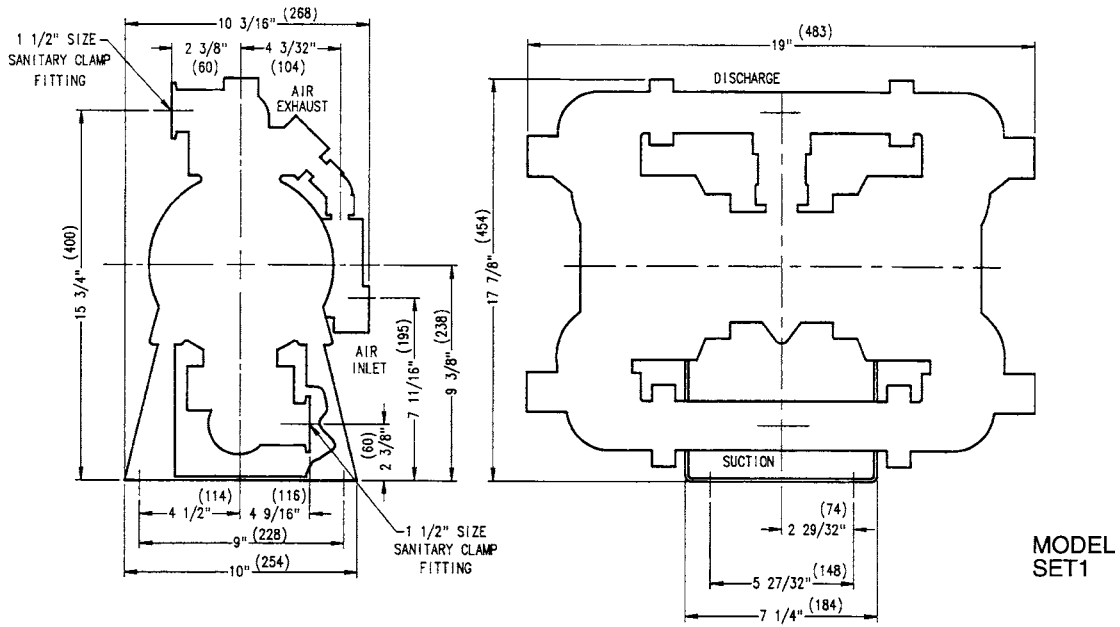 10 3/16" (268)
1 1/2" SIZE
SANITARY CLAMP
FITTING
2 3/8"
(60)
4 3/32"
(104)
AIR
EXHAUST
15 3/4" (400)
AIR
INLET
7 11/16" (195)
9 3/8" (238)
2 3/8"
(60)
(114)
4 1/2"
(116)
4 9/16"
9" (228)
10" (254)
1 1/2" SIZE
SANITARY CLAMP
FITTING
19" (483)
DISCHARGE
17 7/8" (454)
SUCTION
(74)
2 29/32"
5 27/32" (148)
7 1/4" (184)
MODEL
SET1